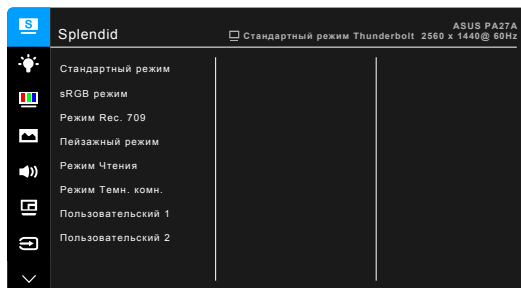 S
Splendid
ASUS PA27A
Стандартный режим Thunderbolt 2560 x 1440@ 60Hz
Стандартный режим
sRGB режим
Режим Rec. 709
Пейзажный режим
Режим Чтения
Режим Темн. комн.
Пользовательский 1
Пользовательский 2